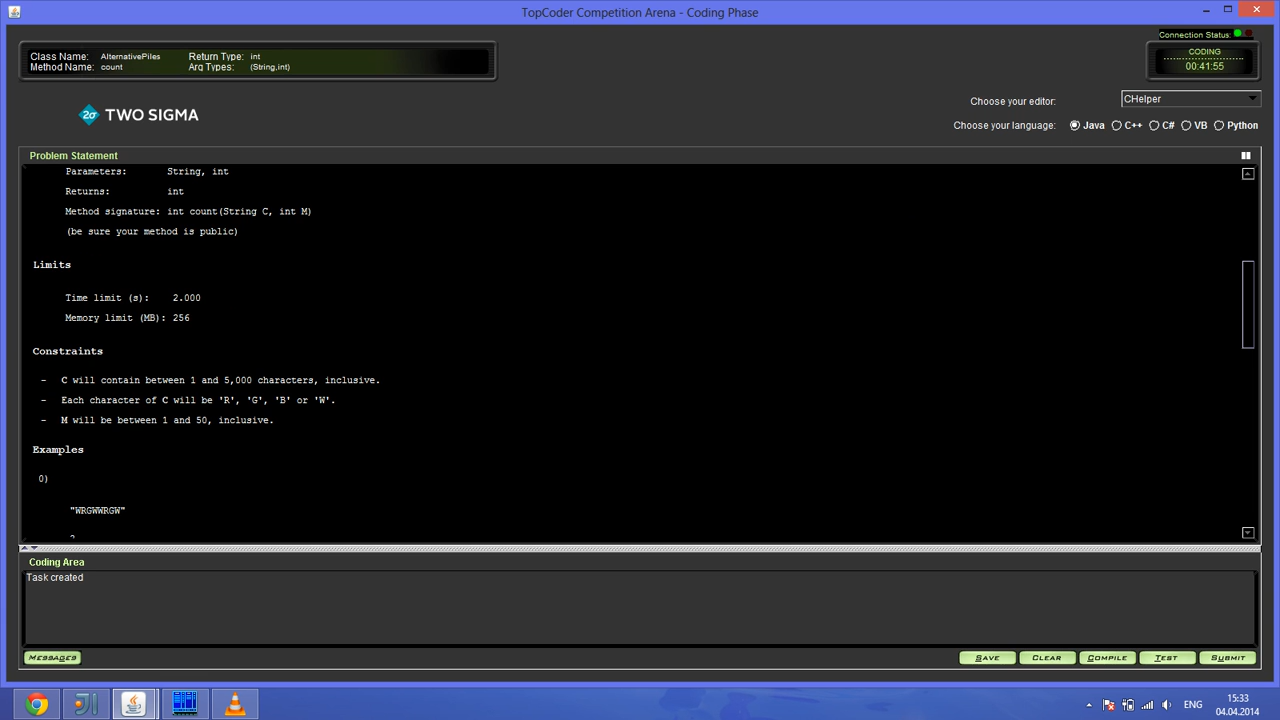 TopCoder Competition Arena - Coding Phase
Connection Status:
Class Name: AlternativePiles Return Type: int
Method Name: count Arg Types: (String,int)
CODING
00:41:55
2σ TWO SIGMA
Choose your editor: CHelper
Choose your language: Java C++ C# VB Python
Problem Statement
Parameters: String, int
Returns: int
Method signature: int count(String C, int M)
(be sure your method is public)
Limits
Time limit (s): 2.000
Memory limit (MB): 256
Constraints
- C will contain between 1 and 5,000 characters, inclusive.
- Each character of C will be 'R', 'G', 'B' or 'W'.
- M will be between 1 and 50, inclusive.
Examples
0)
"WRGWWRGW"
Coding Area
Task created
MESSAGES SAVE CLEAR COMPILE TEST SUBMIT
ENG
15:33
04.04.2014